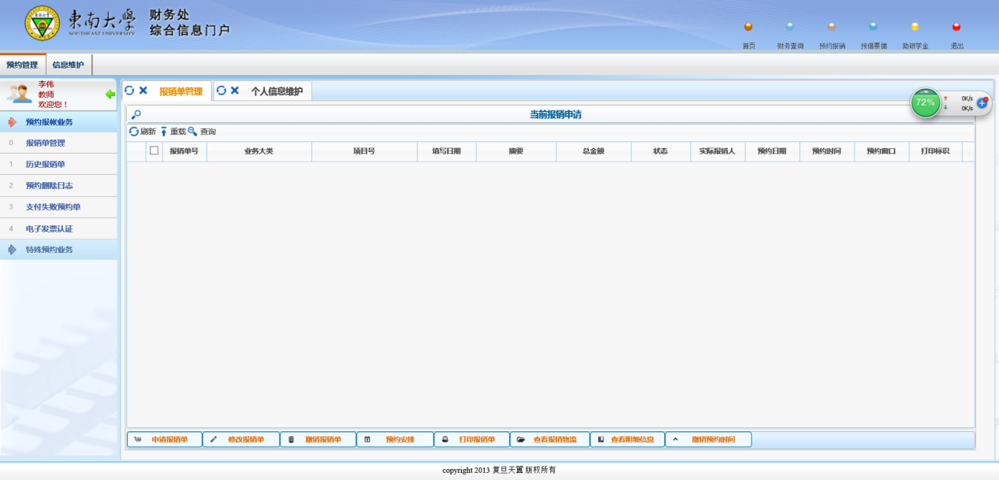 東南大學
SOUTHEAST UNIVERSITY
财务处
综合信息门户
首页 财务查询 预约报销 预借票据 助研学金 退出
预约管理 信息维护
李伟
教师
欢迎您！
预约报帐业务
0 报销单管理
1 历史报销单
2 预约删除日志
3 支付失败预约单
4 电子发票认证
特殊预约业务
报销单管理 个人信息维护
72% 0K/s
0K/s
当前报销申请
刷新 重载 查询
报销单号 业务大类 项目号 填写日期 摘要 总金额 状态 实际报销人 预约日期 预约时间 预约窗口 打印标识
申请报销单 修改报销单 撤销报销单 预约安排 打印报销单 查看报销物流 查看明细信息 撤销预约时间
copyright 2013 复旦天翼 版权所有